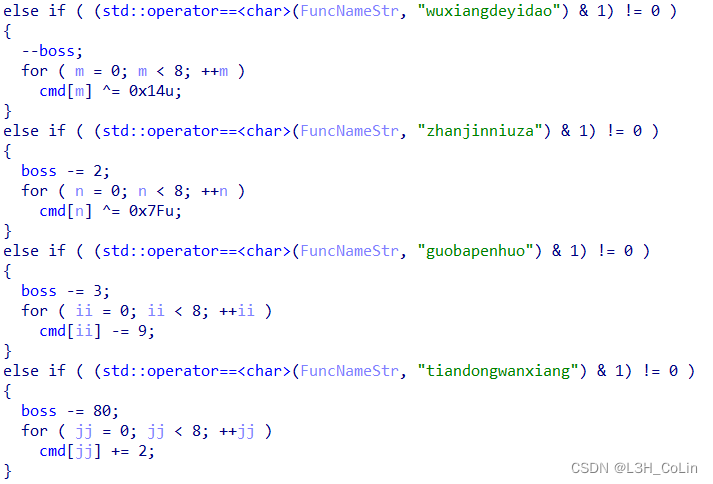 else if ( (std::operator==<char>(FuncNameStr, "wuxiangdeyidao") & 1) != 0 )
{
  --boss;
  for ( m = 0; m < 8; ++m )
    cmd[m] ^= 0x14u;
}
else if ( (std::operator==<char>(FuncNameStr, "zhanjinniuza") & 1) != 0 )
{
  boss -= 2;
  for ( n = 0; n < 8; ++n )
    cmd[n] ^= 0x7Fu;
}
else if ( (std::operator==<char>(FuncNameStr, "guobapenhuo") & 1) != 0 )
{
  boss -= 3;
  for ( ii = 0; ii < 8; ++ii )
    cmd[ii] -= 9;
}
else if ( (std::operator==<char>(FuncNameStr, "tiandongwanxiang") & 1) != 0 )
{
  boss -= 80;
  for ( jj = 0; jj < 8; ++jj )
    cmd[jj] += 2;
}
CSDN @L3H_CoLin